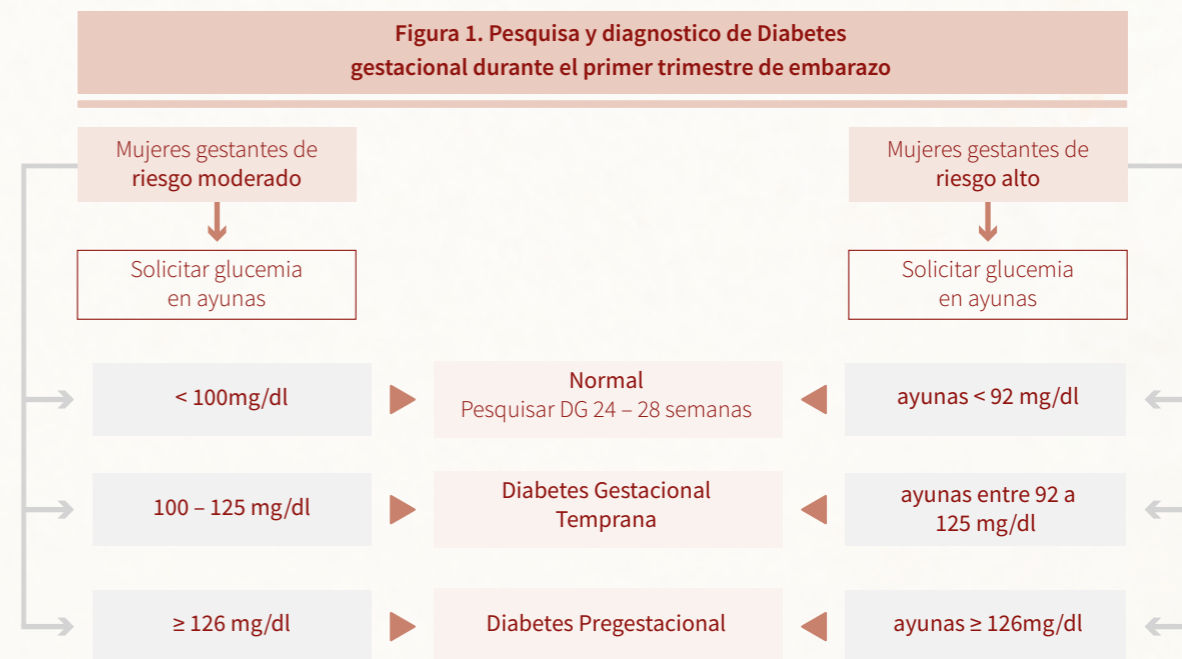 Figura 1. Pesquisa y diagnostico de Diabetes
gestacional durante el primer trimestre de embarazo
Mujeres gestantes de
riesgo moderado
Mujeres gestantes de
riesgo alto
Solicitar glucemia
en ayunas
Solicitar glucemia
en ayunas
< 100mg/dl
Normal
Pesquisar DG 24 – 28 semanas
ayunas < 92 mg/dl
100 – 125 mg/dl
Diabetes Gestacional
Temprana
ayunas entre 92 a
125 mg/dl
≥ 126 mg/dl
Diabetes Pregestacional
ayunas ≥ 126mg/dl